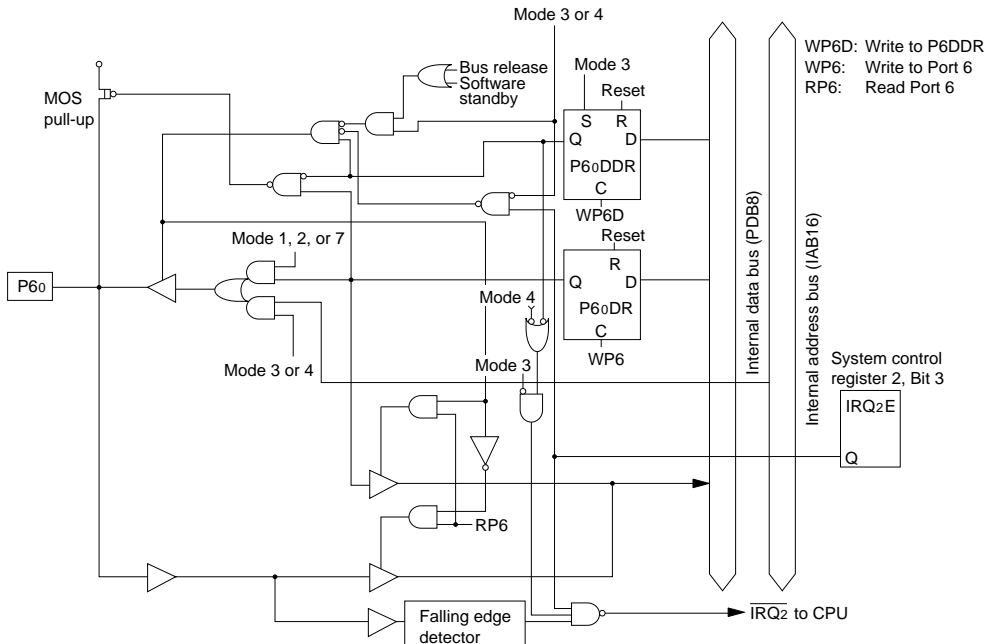 Mode 3 or 4
WP6D: Write to P6DDR
WP6: Write to Port 6
RP6: Read Port 6
Bus release
Software
standby
Mode 3
Reset
MOS
pull-up
S R
Q D
P60DDR
C
WP6D
Reset
Mode 1, 2, or 7
R
Q D
P60DR
C
WP6
P60
Mode 4
Mode 3 or 4
Mode 3
Internal data bus (PDB8)
Internal address bus (IAB16)
System control
register 2, Bit 3
IRQ2E
Q
RP6
Falling edge
detector
IRQ2 to CPU